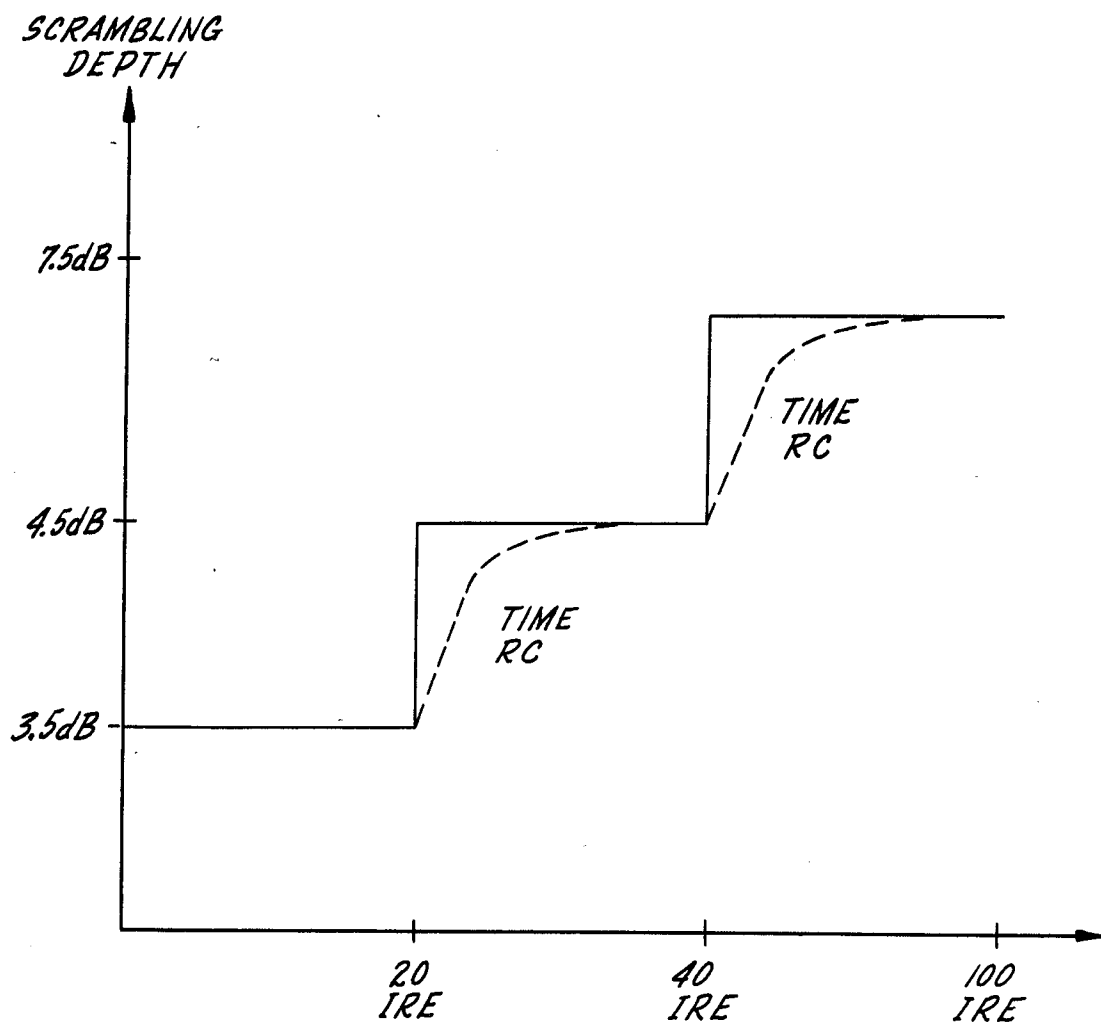 SCRAMBLING
DEPTH
7.5dB
TIME
RC
4.5dB
TIME
RC
3.5dB
20
IRE
40
IRE
100
IRE